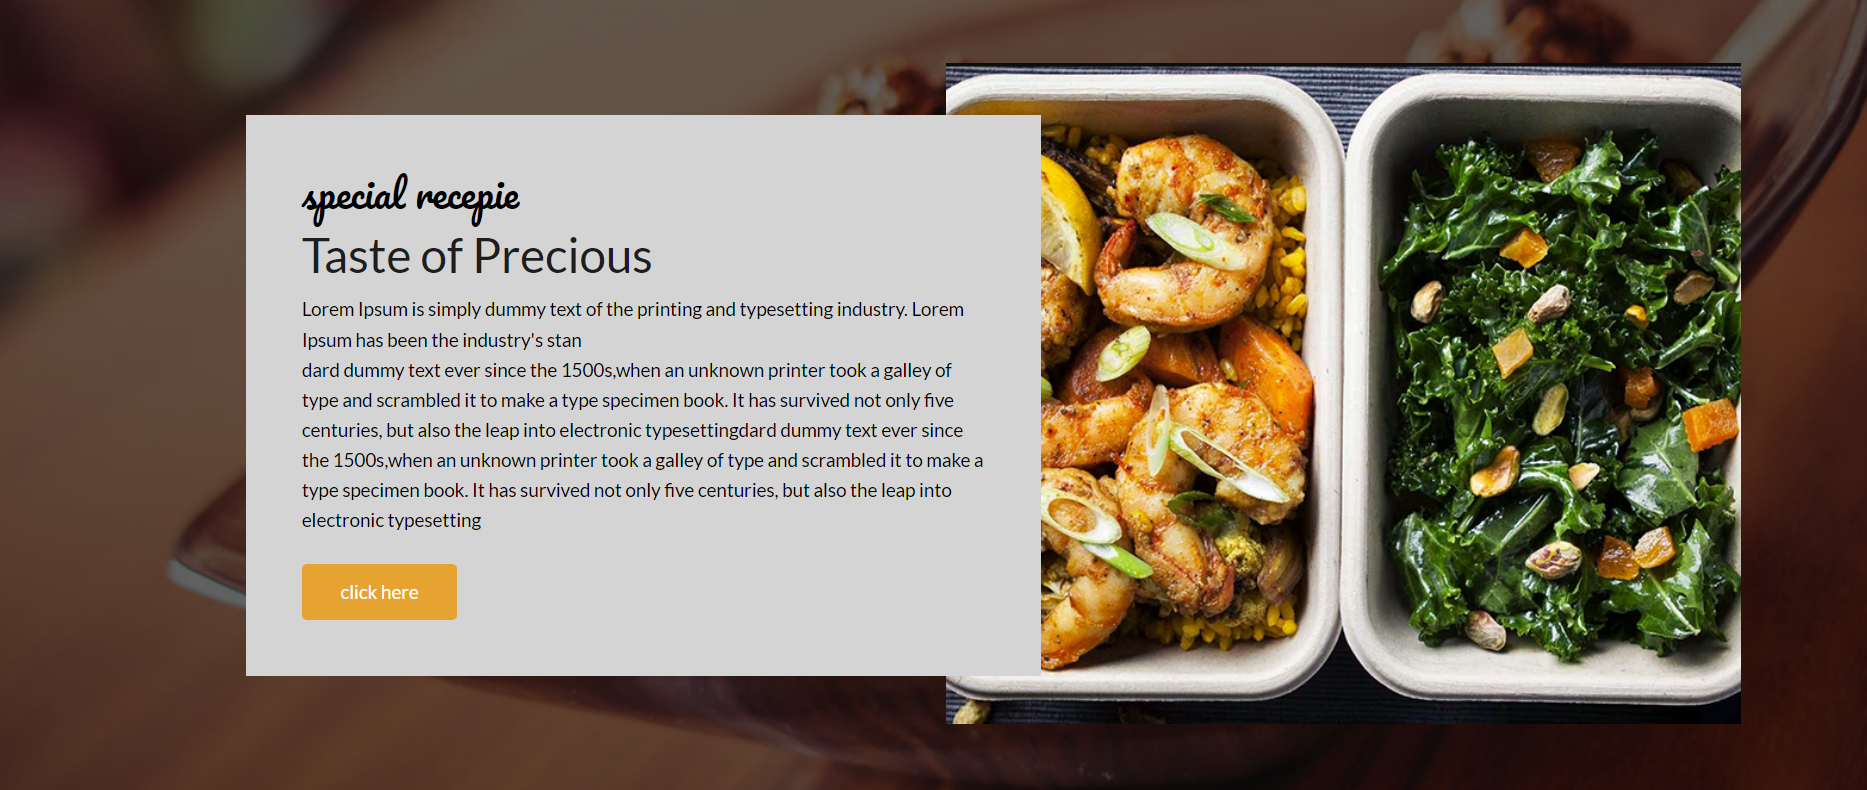 special recepie
Taste of Precious
Lorem Ipsum is simply dummy text of the printing and typesetting industry. Lorem
Ipsum has been the industry's stan
dard dummy text ever since the 1500s,when an unknown printer took a galley of
type and scrambled it to make a type specimen book. It has survived not only five
centuries, but also the leap into electronic typesettingdard dummy text ever since
the 1500s,when an unknown printer took a galley of type and scrambled it to make a
type specimen book. It has survived not only five centuries, but also the leap into
electronic typesetting
click here